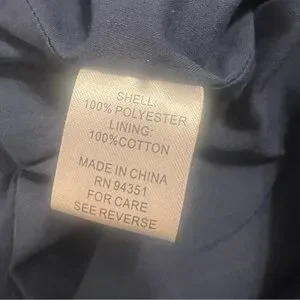 SHELL:
100% POLYESTER
LINING:
100%COTTON
MADE IN CHINA
RN 94351
FOR CARE
SEE REVERSE